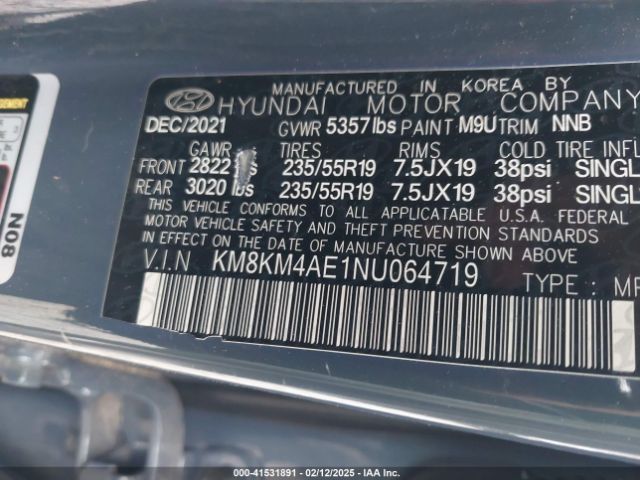 MANUFACTURED IN KOREA BY
HYUNDAI MOTOR COMPANY
DEC/2021 GVWR 5357 lbs PAINT M9U TRIM NNB
GAWR TIRES RIMS COLD TIRE INFL
FRONT 2822 235/55R19 7.5JX19 38psi SINGL
REAR 3020 lbs 235/55R19 7.5JX19 38psi SINGL
THIS VEHICLE CONFORMS TO ALL APPLICABLE U.S.A. FEDERAL
MOTOR VEHICLE SAFETY AND THEFT PREVENTION STANDARDS
IN EFFECT ON THE DATE OF MANUFACTURE SHOWN ABOVE.
V.I.N KM8KM4AE1NU064719 TYPE : MP
N08
000-41531891 - 02/12/2025 - IAAI.COM